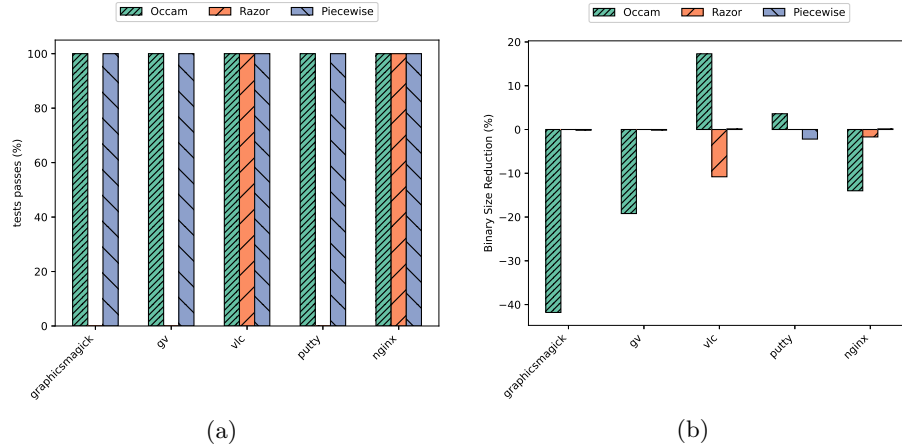 Occam Razor Piecewise
100
80
60
40
20
0
tests passes (%)
graphicsmagick
gv
vlc
putty
nginx
(a)
Occam Razor Piecewise
20
10
0
−10
−20
−30
−40
Binary Size Reduction (%)
graphicsmagick
gv
vlc
putty
nginx
(b)